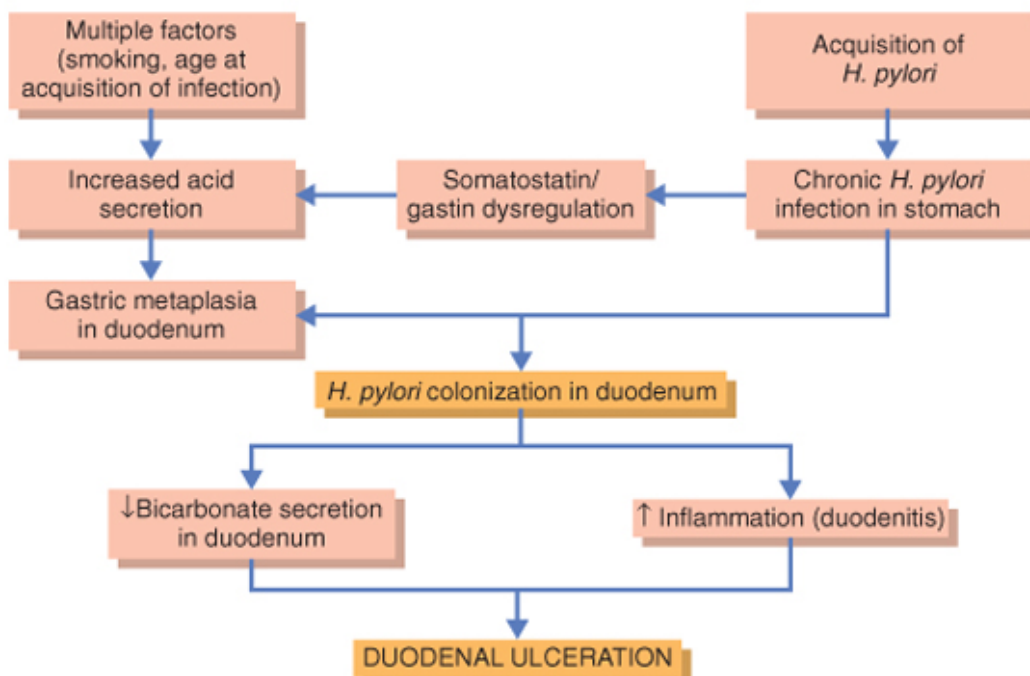 Multiple factors
(smoking, age at
acquisition of infection)
Acquisition of
H. pylori
Increased acid
secretion
Somatostatin/
gastin dysregulation
Chronic H. pylori
infection in stomach
Gastric metaplasia
in duodenum
H. pylori colonization in duodenum
↓Bicarbonate secretion
in duodenum
↑ Inflammation (duodenitis)
DUODENAL ULCERATION